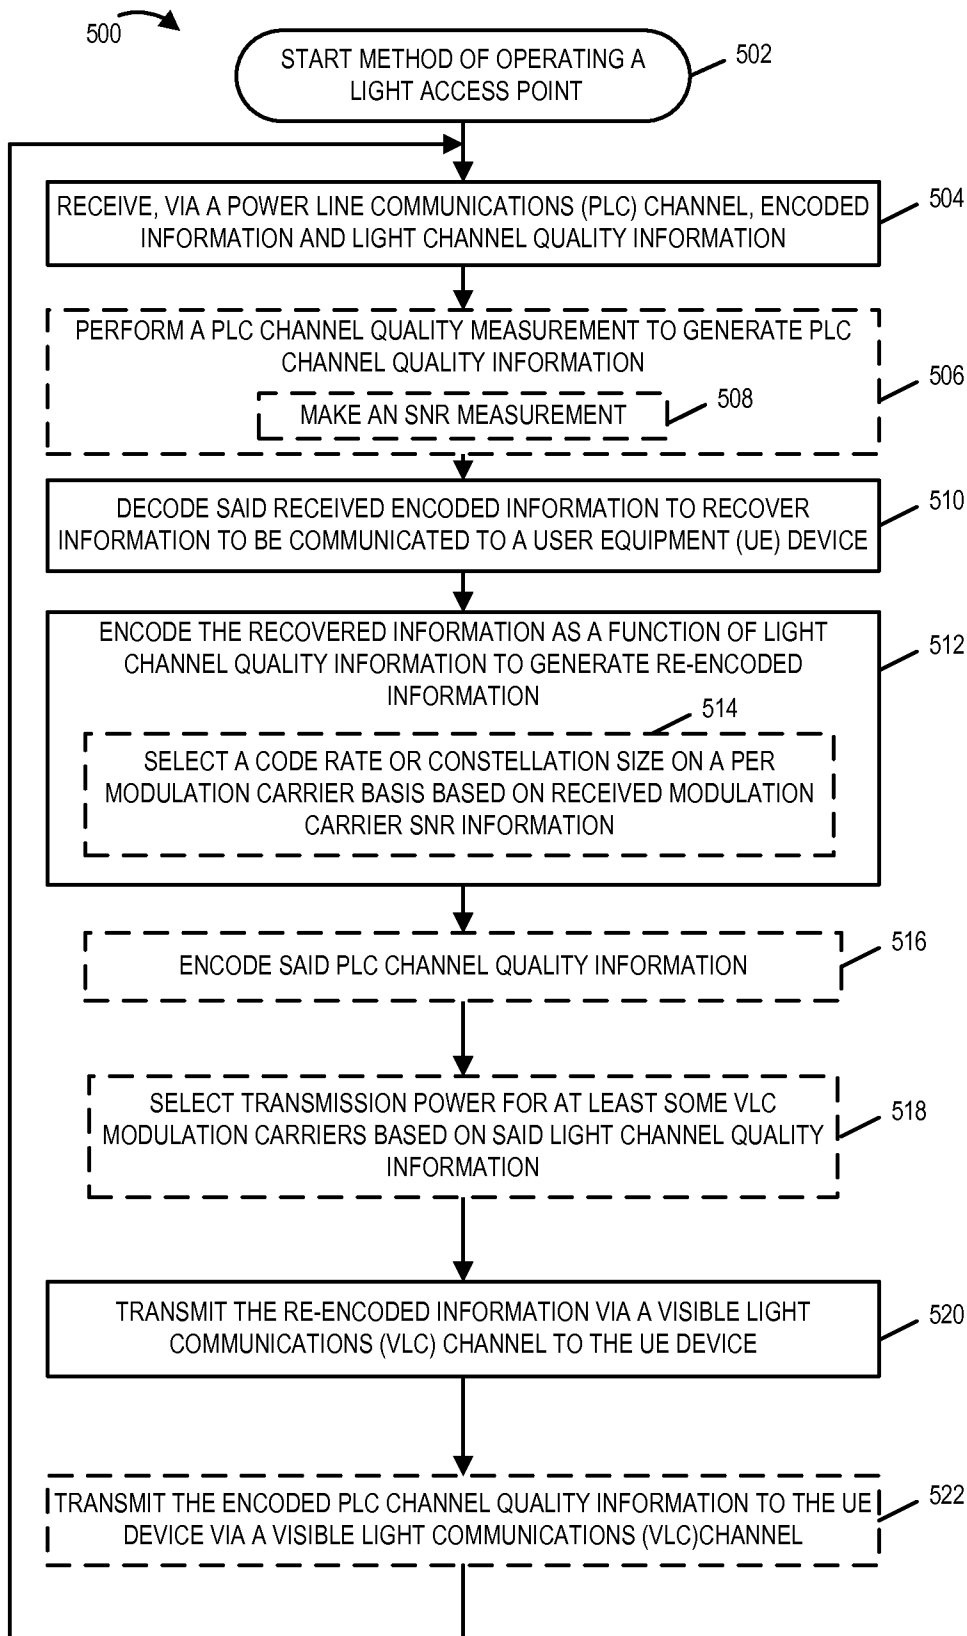 500
START METHOD OF OPERATING A
LIGHT ACCESS POINT
502
RECEIVE, VIA A POWER LINE COMMUNICATIONS (PLC) CHANNEL, ENCODED
INFORMATION AND LIGHT CHANNEL QUALITY INFORMATION
504
PERFORM A PLC CHANNEL QUALITY MEASUREMENT TO GENERATE PLC
CHANNEL QUALITY INFORMATION
506
MAKE AN SNR MEASUREMENT
508
DECODE SAID RECEIVED ENCODED INFORMATION TO RECOVER
INFORMATION TO BE COMMUNICATED TO A USER EQUIPMENT (UE) DEVICE
510
ENCODE THE RECOVERED INFORMATION AS A FUNCTION OF LIGHT
CHANNEL QUALITY INFORMATION TO GENERATE RE-ENCODED
INFORMATION
512
514
SELECT A CODE RATE OR CONSTELLATION SIZE ON A PER
MODULATION CARRIER BASIS BASED ON RECEIVED MODULATION
CARRIER SNR INFORMATION
ENCODE SAID PLC CHANNEL QUALITY INFORMATION
516
SELECT TRANSMISSION POWER FOR AT LEAST SOME VLC
MODULATION CARRIERS BASED ON SAID LIGHT CHANNEL QUALITY
INFORMATION
518
TRANSMIT THE RE-ENCODED INFORMATION VIA A VISIBLE LIGHT
COMMUNICATIONS (VLC) CHANNEL TO THE UE DEVICE
520
TRANSMIT THE ENCODED PLC CHANNEL QUALITY INFORMATION TO THE UE
DEVICE VIA A VISIBLE LIGHT COMMUNICATIONS (VLC)CHANNEL
522